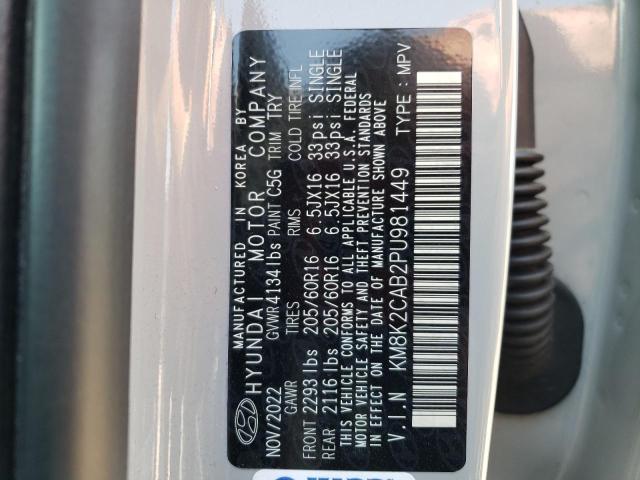 MANUFACTURED IN KOREA BY
HYUNDAI MOTOR COMPANY
NOV/2022 GVWR 4134 lbs PAINT C5G TRIM TRY
GAWR TIRES RIMS COLD TIRE INFL
FRONT 2293 lbs 205/60R16 6.5JX16 33psi SINGLE
REAR 2116 lbs 205/60R16 6.5JX16 33psi SINGLE
THIS VEHICLE CONFORMS TO ALL APPLICABLE U.S.A. FEDERAL
MOTOR VEHICLE SAFETY AND THEFT PREVENTION STANDARDS
IN EFFECT ON THE DATE OF MANUFACTURE SHOWN ABOVE
V.I.N KM8K2CAB2PU981449 TYPE : MPV